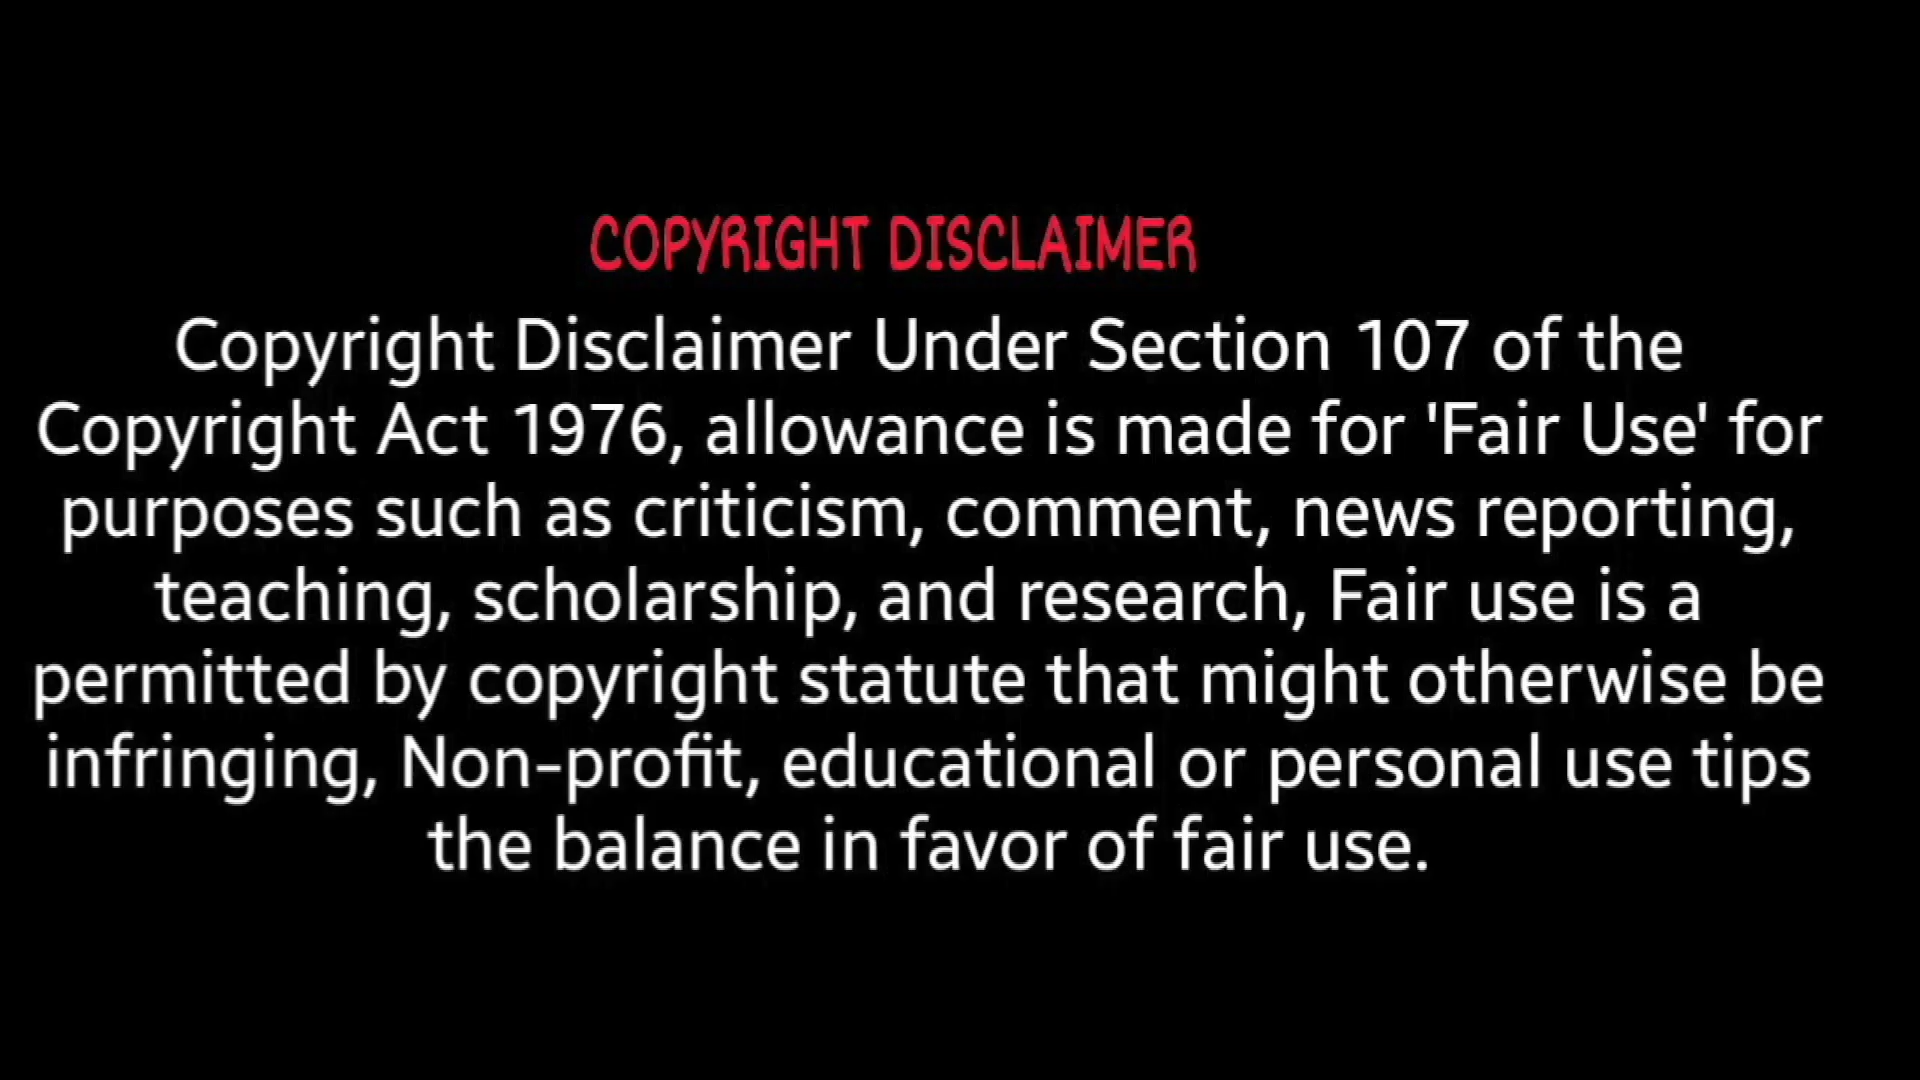 COPYRIGHT DISCLAIMER
Copyright Disclaimer Under Section 107 of the
Copyright Act 1976, allowance is made for 'Fair Use' for
purposes such as criticism, comment, news reporting,
teaching, scholarship, and research, Fair use is a
permitted by copyright statute that might otherwise be
infringing, Non-profit, educational or personal use tips
the balance in favor of fair use.